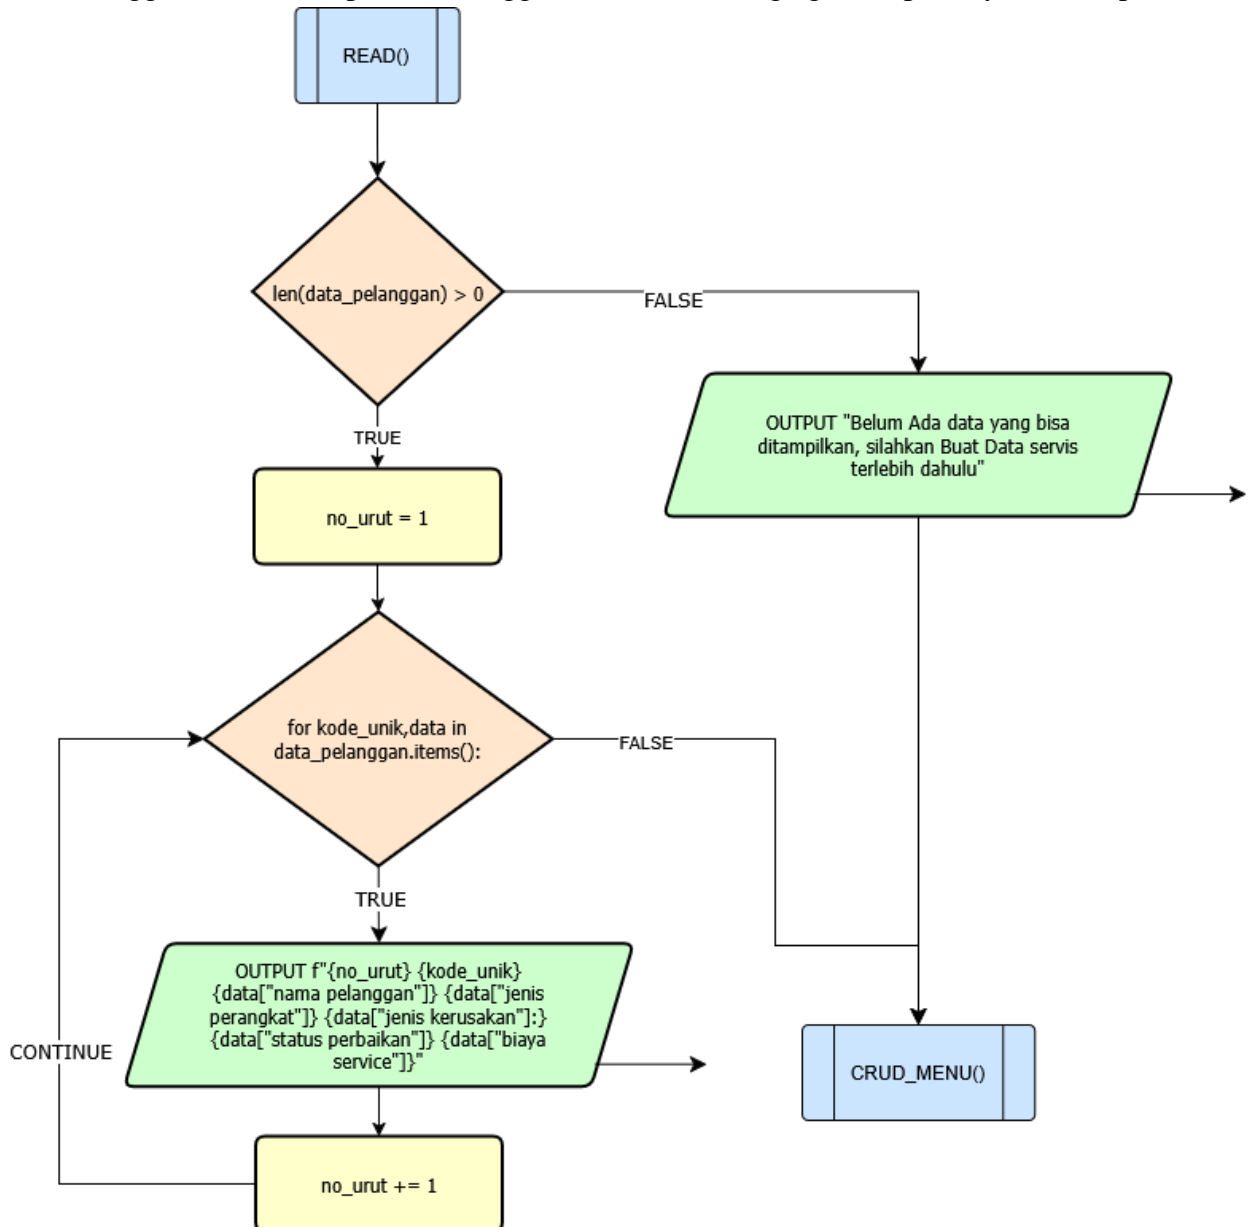 READ()
len(data_pelanggan) > 0
FALSE
OUTPUT "Belum Ada data yang bisa
ditampilkan, silahkan Buat Data servis
terlebih dahulu"
TRUE
no_urut = 1
for kode_unik,data in
data_pelanggan.items():
FALSE
TRUE
OUTPUT f"{no_urut} {kode_unik}
{data["nama pelanggan"]} {data["jenis
perangkat"]} {data["jenis kerusakan"]:}
{data["status perbaikan"]} {data["biaya
service"]}"
CONTINUE
CRUD_MENU()
no_urut += 1